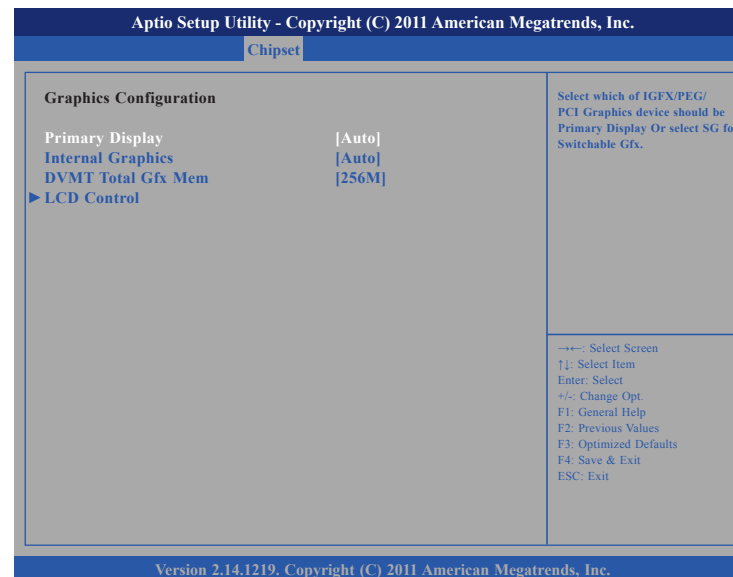 Aptio Setup Utility - Copyright (C) 2011 American Megatrends, Inc.
Chipset
Graphics Configuration
Primary Display [Auto]
Internal Graphics [Auto]
DVMT Total Gfx Mem [256M]
►LCD Control
Select which of IGFX/PEG/
PCI Graphics device should be
Primary Display Or select SG fo
Switchable Gfx.
→←: Select Screen
↑↓: Select Item
Enter: Select
+/-: Change Opt.
F1: General Help
F2: Previous Values
F3: Optimized Defaults
F4: Save & Exit
ESC: Exit
Version 2.14.1219. Copyright (C) 2011 American Megatrends, Inc.